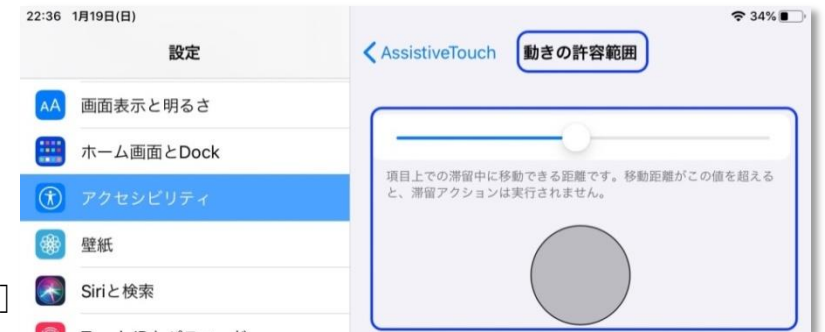 22:36 1月19日(日)
34%
設定
AssistiveTouch
動きの許容範囲
AA 画面表示と明るさ
ホーム画面とDock
アクセシビリティ
壁紙
Siriと検索
項目上での滞留中に移動できる距離です。移動距離がこの値を超える
と、滞留アクションは実行されません。